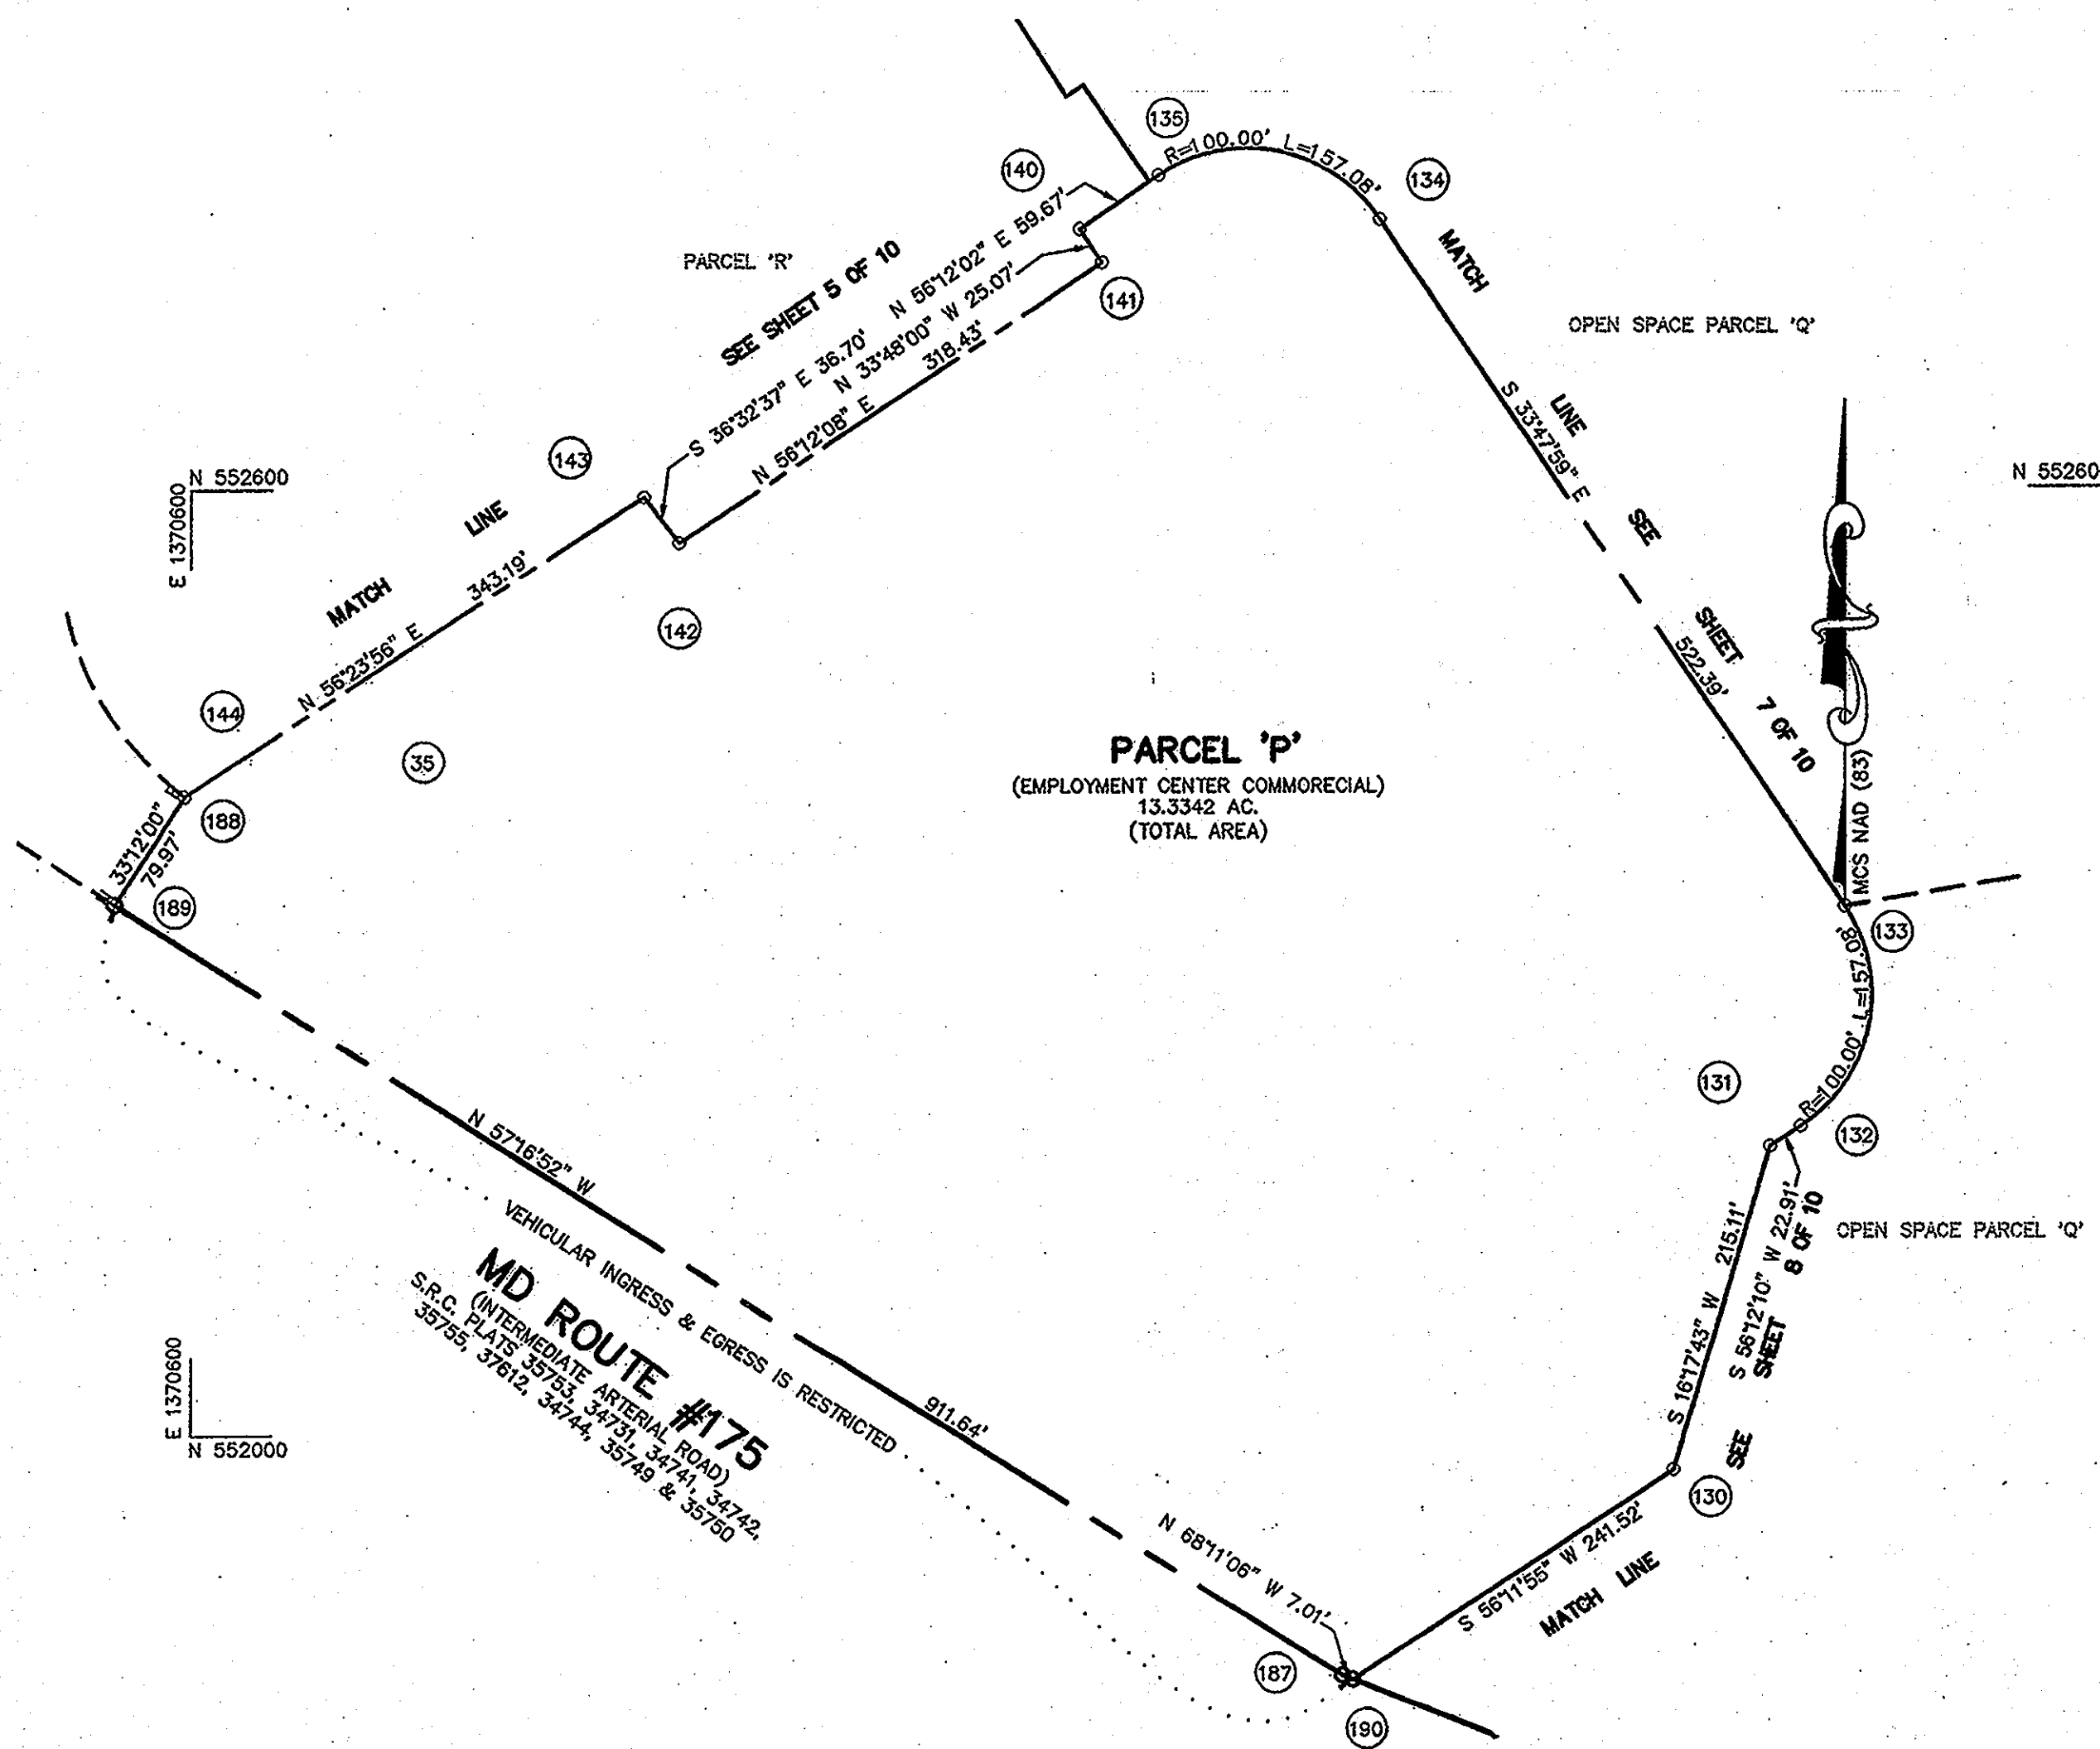 135
R=100.00' L=157.08'
140
134
N 56°12'02" E 59.67'
MATCH
PARCEL 'R'
SEE SHEET 5 OF 10
141
N 33°48'00" W 25.07'
OPEN SPACE PARCEL 'Q'
S 36°32'37" E 36.70'
318.43'
N 56°12'08" E
S 33°47'59" E
LINE
143
N 552600
E 1370600
N 55260
LINE
SEE
343.19'
MATCH
142
SHEET
522.39'
N 56°23'56" E
144
7 OF 10
35
PARCEL 'P'
(EMPLOYMENT CENTER COMMORECIAL)
13.3342 AC.
(TOTAL AREA)
MCS NAD (83)
188
33°12'00"
79.97'
189
133
R=100.00' L=157.08'
131
132
N 57°16'52" W
VEHICULAR INGRESS & EGRESS IS RESTRICTED
S 56°12'10" W 22.91'
215.11'
S 16°17'43" W
SHEET 8 OF 10
OPEN SPACE PARCEL 'Q'
MD ROUTE #175
(INTERMEDIATE ARTERIAL ROAD)
S.R.C. PLATS 35753, 34731, 34741, 34742,
35755, 37612, 34744, 35749 & 35750
E 1370600
N 552000
911.64'
SEE
130
N 68°11'06" W 7.01'
S 56°11'55" W 241.52'
MATCH LINE
187
190